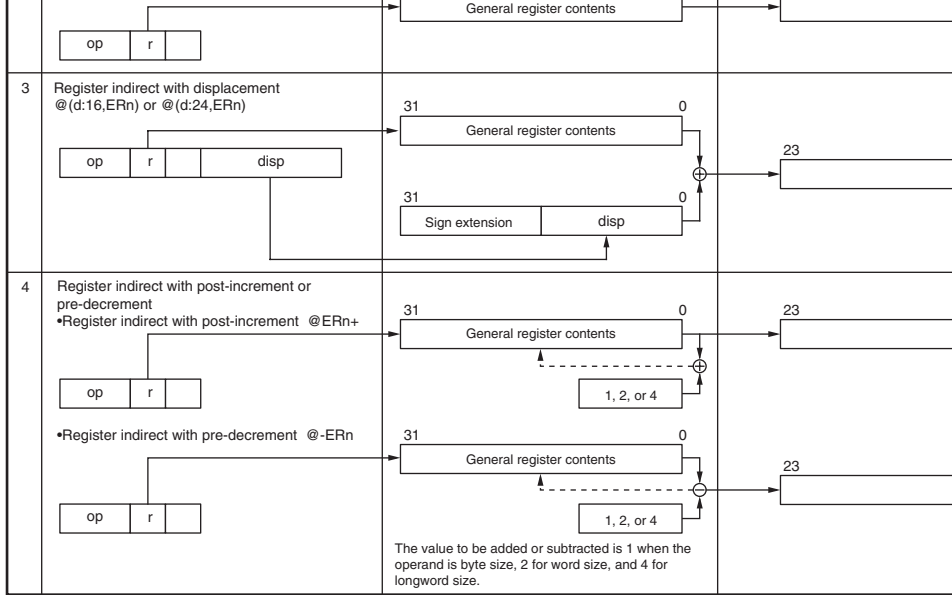 General register contents
op r
3 Register indirect with displacement
@(d:16,ERn) or @(d:24,ERn)
31 0
General register contents
op r disp
23
31 0
Sign extension disp
4 Register indirect with post-increment or
pre-decrement
•Register indirect with post-increment @ERn+
31 0
General register contents
23
op r
1, 2, or 4
•Register indirect with pre-decrement @-ERn
31 0
General register contents
23
op r
1, 2, or 4
The value to be added or subtracted is 1 when the
operand is byte size, 2 for word size, and 4 for
longword size.